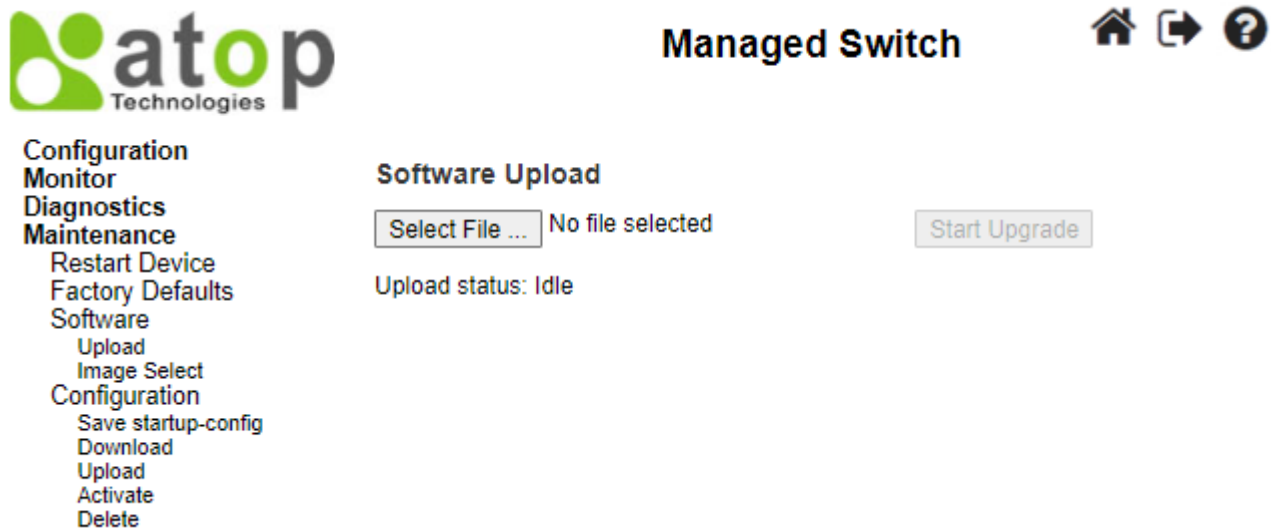 atop
Technologies
Managed Switch
Configuration
Monitor
Diagnostics
Maintenance
Restart Device
Factory Defaults
Software
Upload
Image Select
Configuration
Save startup-config
Download
Upload
Activate
Delete
Software Upload
Select File ... No file selected Start Upgrade
Upload status: Idle